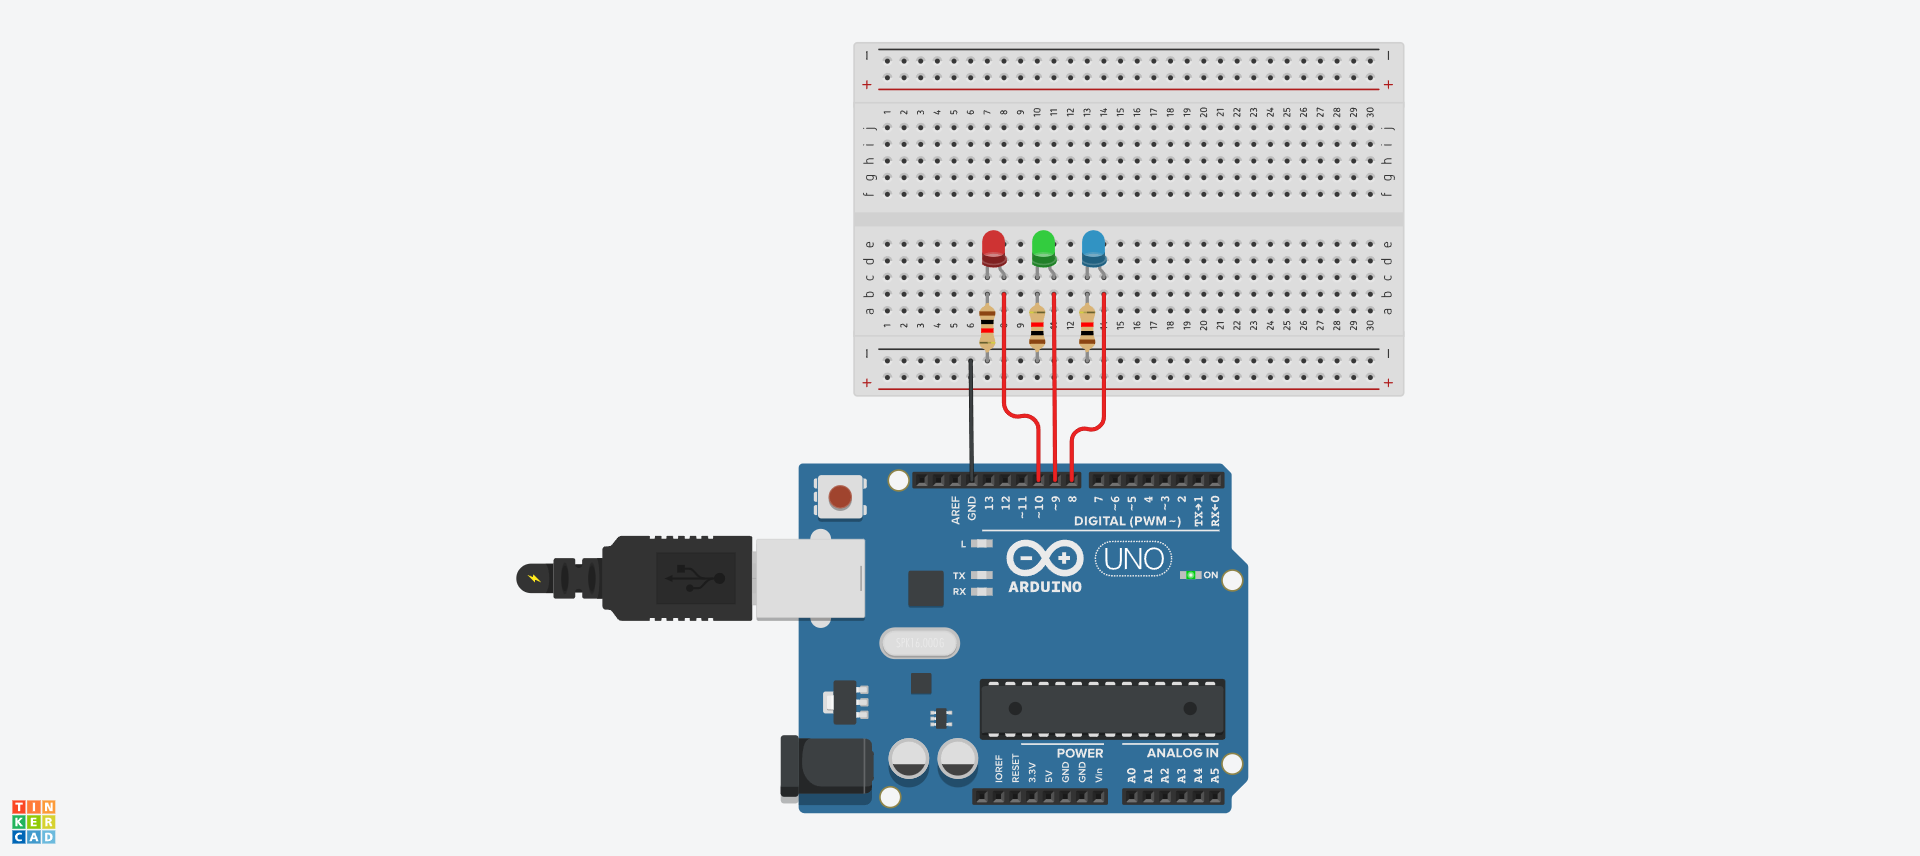 − −
+ +
1 2 3 4 5 6 7 8 9 10 11 12 13 14 15 16 17 18 19 20 21 22 23 24 25 26 27 28 29 30
j j
i i
h h
g g
f f
e e
d d
c c
b b
a a
1 2 3 4 5 6 7 9 10 12 13 15 16 17 18 19 20 21 22 23 24 25 26 27 28 29 30
− −
+ +
AREF GND 13 12 ~11 ~10 ~9 8 7 ~6 ~5 4 ~3 2 TX→1 RX←0
DIGITAL (PWM~)
L
TX
RX
ARDUINO
UNO
ON
SPK16.000G
POWER
ANALOG IN
IOREF RESET 3.3V 5V GND GND Vin A0 A1 A2 A3 A4 A5
TIN
KER
CAD